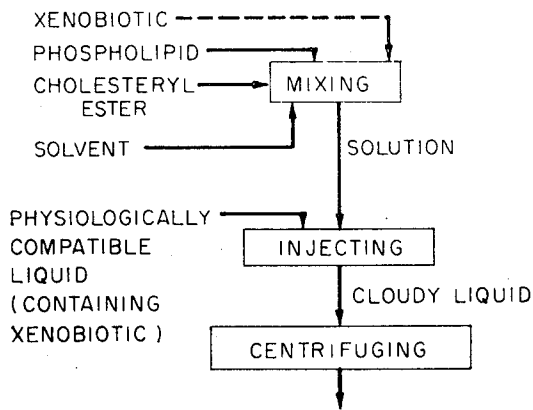 XENOBIOTIC
PHOSPHOLIPID
CHOLESTERYL
ESTER
MIXING
SOLVENT
SOLUTION
PHYSIOLOGICALLY
COMPATIBLE
LIQUID
(CONTAINING
XENOBIOTIC)
INJECTING
CLOUDY LIQUID
CENTRIFUGING